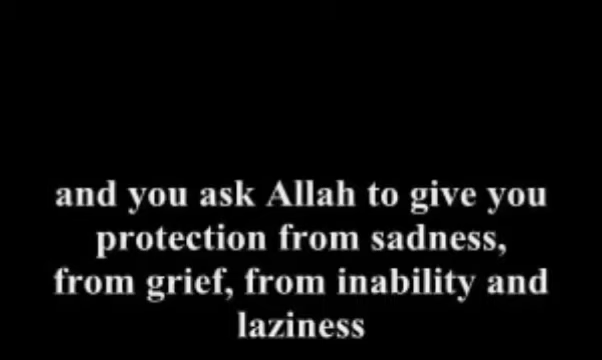 and you ask Allah to give you
protection from sadness,
from grief, from inability and
laziness